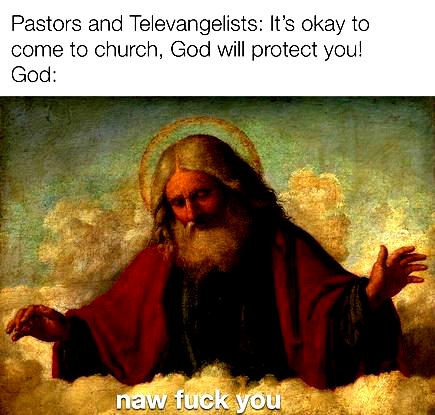 Pastors and Televangelists: It's okay to
come to church, God will protect you!
God:
naw fuck you